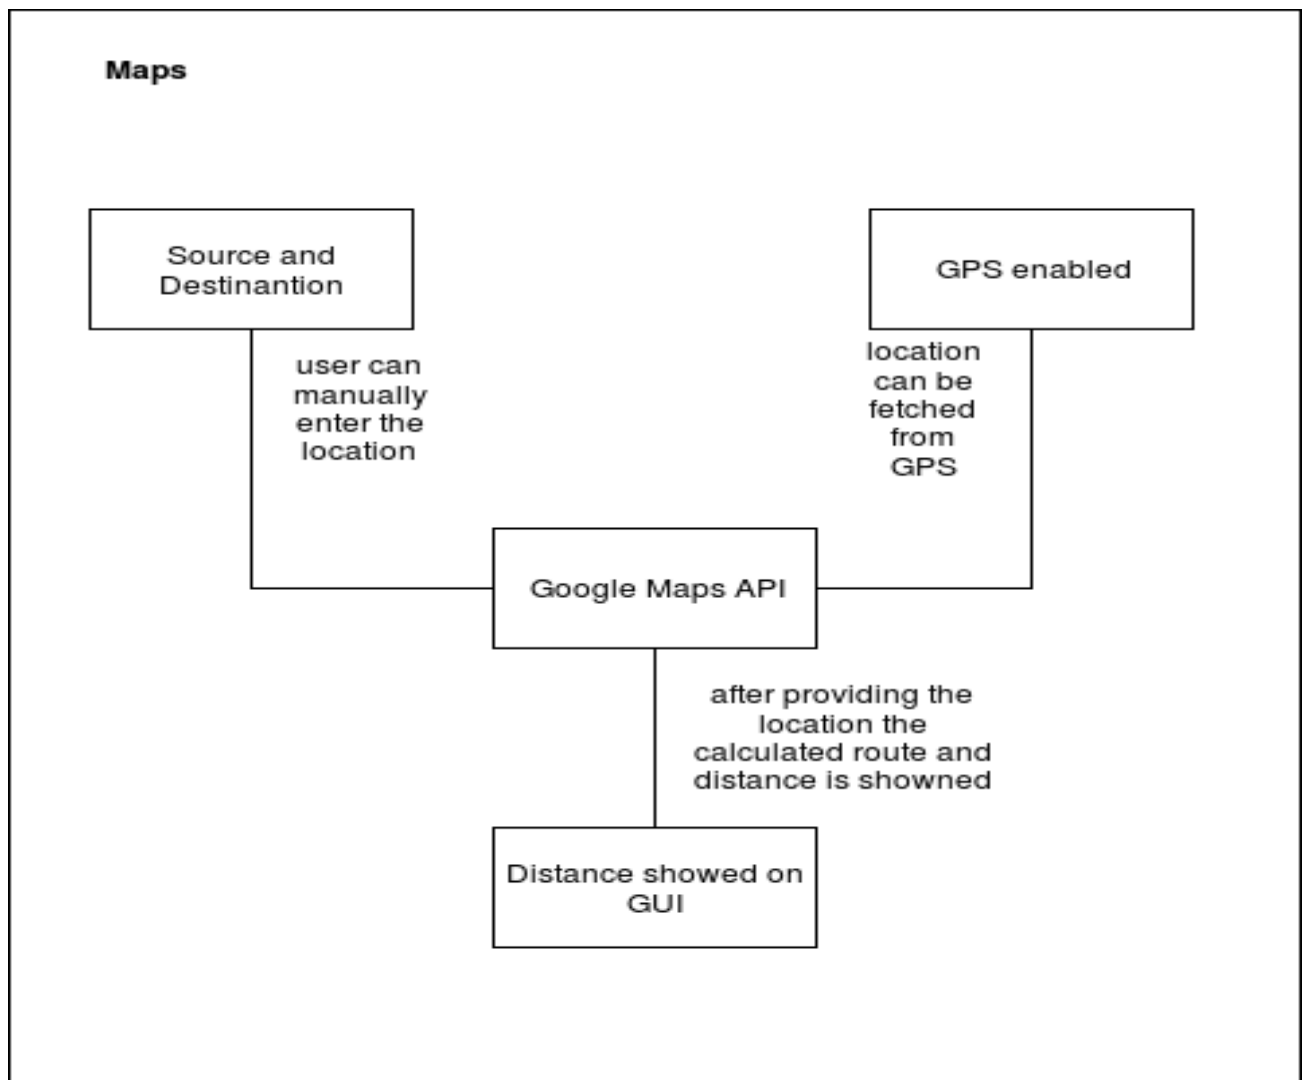 Maps
Source and
Destinantion
GPS enabled
user can
manually
enter the
location
location
can be
fetched
from
GPS
Google Maps API
after providing the
location the
calculated route and
distance is showned
Distance showed on
GUI